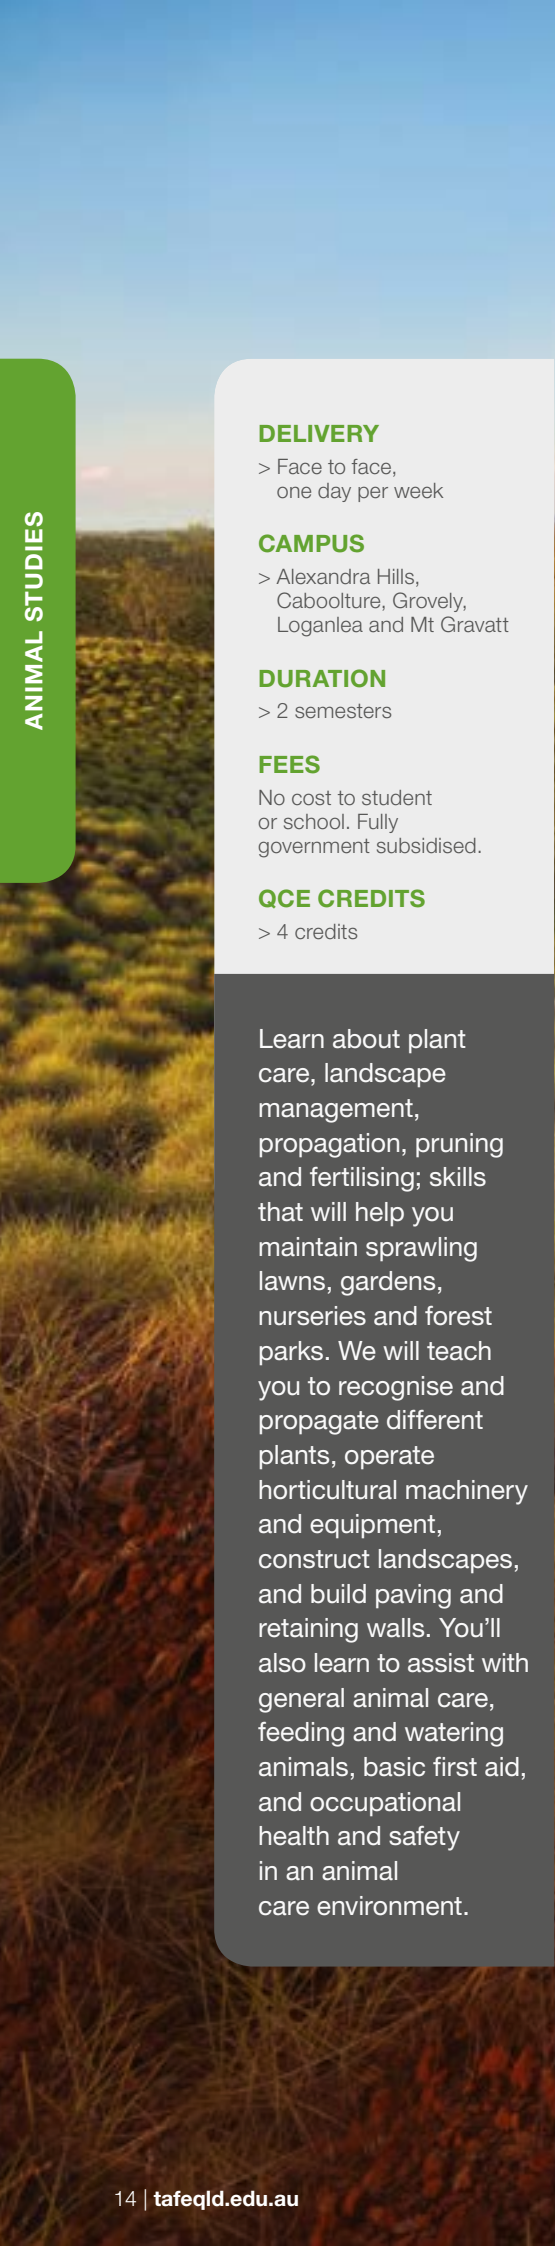 ANIMAL STUDIES
DELIVERY
> Face to face,
one day per week
CAMPUS
> Alexandra Hills,
Caboolture, Grovely,
Loganlea and Mt Gravatt
DURATION
> 2 semesters
FEES
No cost to student
or school. Fully
government subsidised.
QCE CREDITS
> 4 credits
Learn about plant
care, landscape
management,
propagation, pruning
and fertilising; skills
that will help you
maintain sprawling
lawns, gardens,
nurseries and forest
parks. We will teach
you to recognise and
propagate different
plants, operate
horticultural machinery
and equipment,
construct landscapes,
and build paving and
retaining walls. You’ll
also learn to assist with
general animal care,
feeding and watering
animals, basic first aid,
and occupational
health and safety
in an animal
care environment.
14 | tafeqld.edu.au